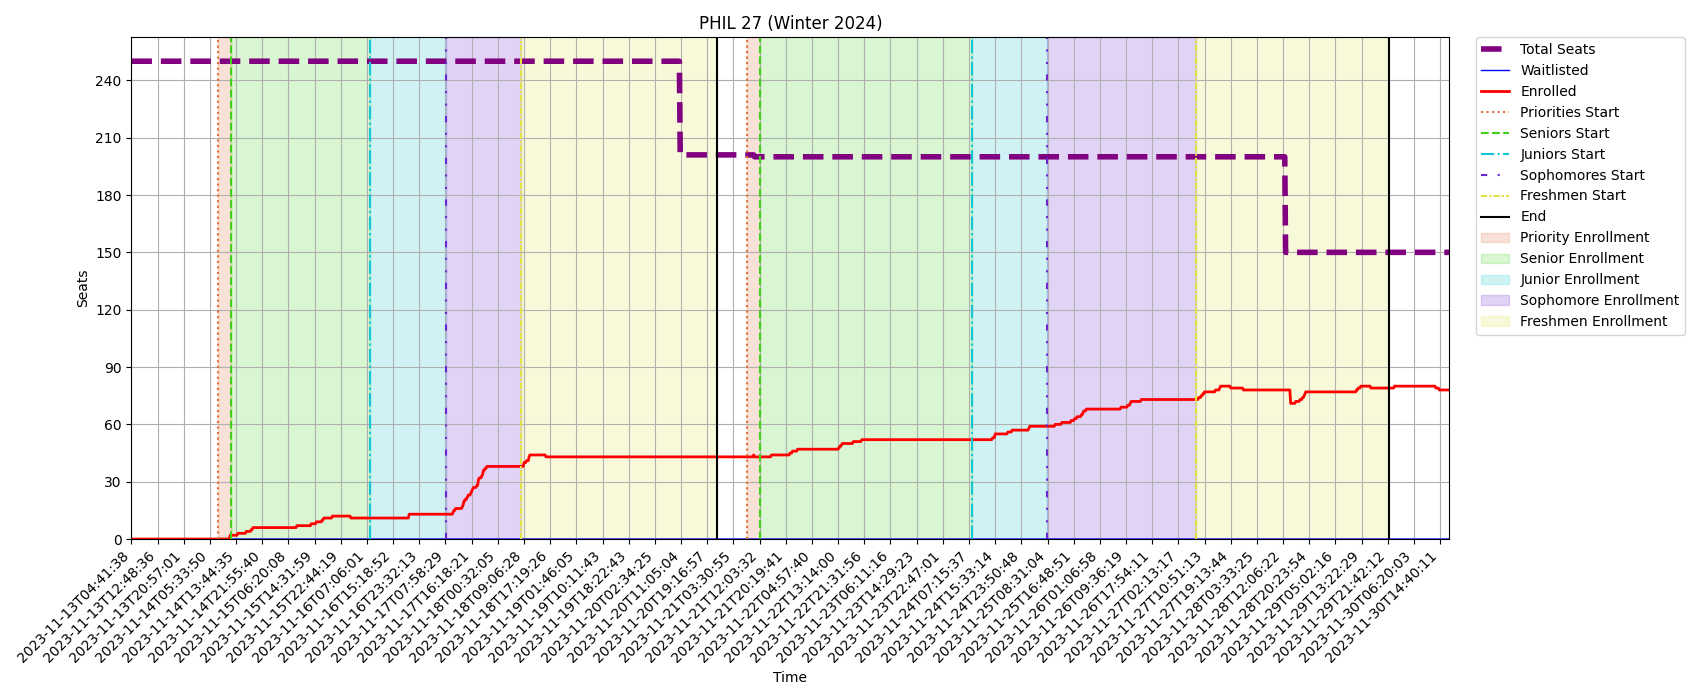 PHIL 27 (Winter 2024)
Seats
240
210
180
150
120
90
60
30
0
Total Seats
Waitlisted
Enrolled
Priorities Start
Seniors Start
Juniors Start
Sophomores Start
Freshmen Start
End
Priority Enrollment
Senior Enrollment
Junior Enrollment
Sophomore Enrollment
Freshmen Enrollment
2023-11-13T04:41:38
2023-11-13T12:48:36
2023-11-13T20:57:01
2023-11-14T05:33:50
2023-11-14T13:44:35
2023-11-14T21:55:40
2023-11-15T06:20:08
2023-11-15T14:31:59
2023-11-15T22:44:19
2023-11-16T07:06:01
2023-11-16T15:18:52
2023-11-16T23:32:13
2023-11-17T07:58:29
2023-11-17T16:18:21
2023-11-18T00:32:05
2023-11-18T09:06:28
2023-11-18T17:19:26
2023-11-19T01:46:05
2023-11-19T10:11:43
2023-11-19T18:22:43
2023-11-20T02:34:25
2023-11-20T11:05:04
2023-11-20T19:16:57
2023-11-21T03:30:55
2023-11-21T12:03:32
2023-11-21T20:19:41
2023-11-22T04:57:40
2023-11-22T13:14:00
2023-11-22T21:31:56
2023-11-23T06:11:16
2023-11-23T14:29:23
2023-11-23T22:47:01
2023-11-24T07:15:37
2023-11-24T15:33:14
2023-11-24T23:50:48
2023-11-25T08:31:04
2023-11-25T16:48:51
2023-11-26T01:06:58
2023-11-26T09:36:19
2023-11-26T17:54:11
2023-11-27T02:13:17
2023-11-27T10:51:13
2023-11-27T19:13:44
2023-11-28T03:33:25
2023-11-28T12:06:22
2023-11-28T20:23:54
2023-11-29T05:02:16
2023-11-29T13:22:29
2023-11-29T21:42:12
2023-11-30T06:20:03
2023-11-30T14:40:11
Time